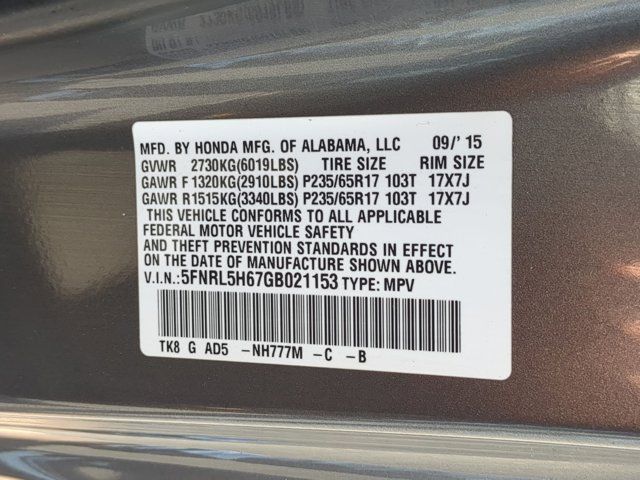 MFD. BY HONDA MFG. OF ALABAMA, LLC 09/'15
GVWR 2730KG(6019LBS) TIRE SIZE RIM SIZE
GAWR F 1320KG(2910LBS) P235/65R17 103T 17X7J
GAWR R1515KG(3340LBS) P235/65R17 103T 17X7J
THIS VEHICLE CONFORMS TO ALL APPLICABLE
FEDERAL MOTOR VEHICLE SAFETY
AND THEFT PREVENTION STANDARDS IN EFFECT
ON THE DATE OF MANUFACTURE SHOWN ABOVE.
V.I.N.:5FNRL5H67GB021153 TYPE: MPV
TK8 G AD5 -NH777M -C -B